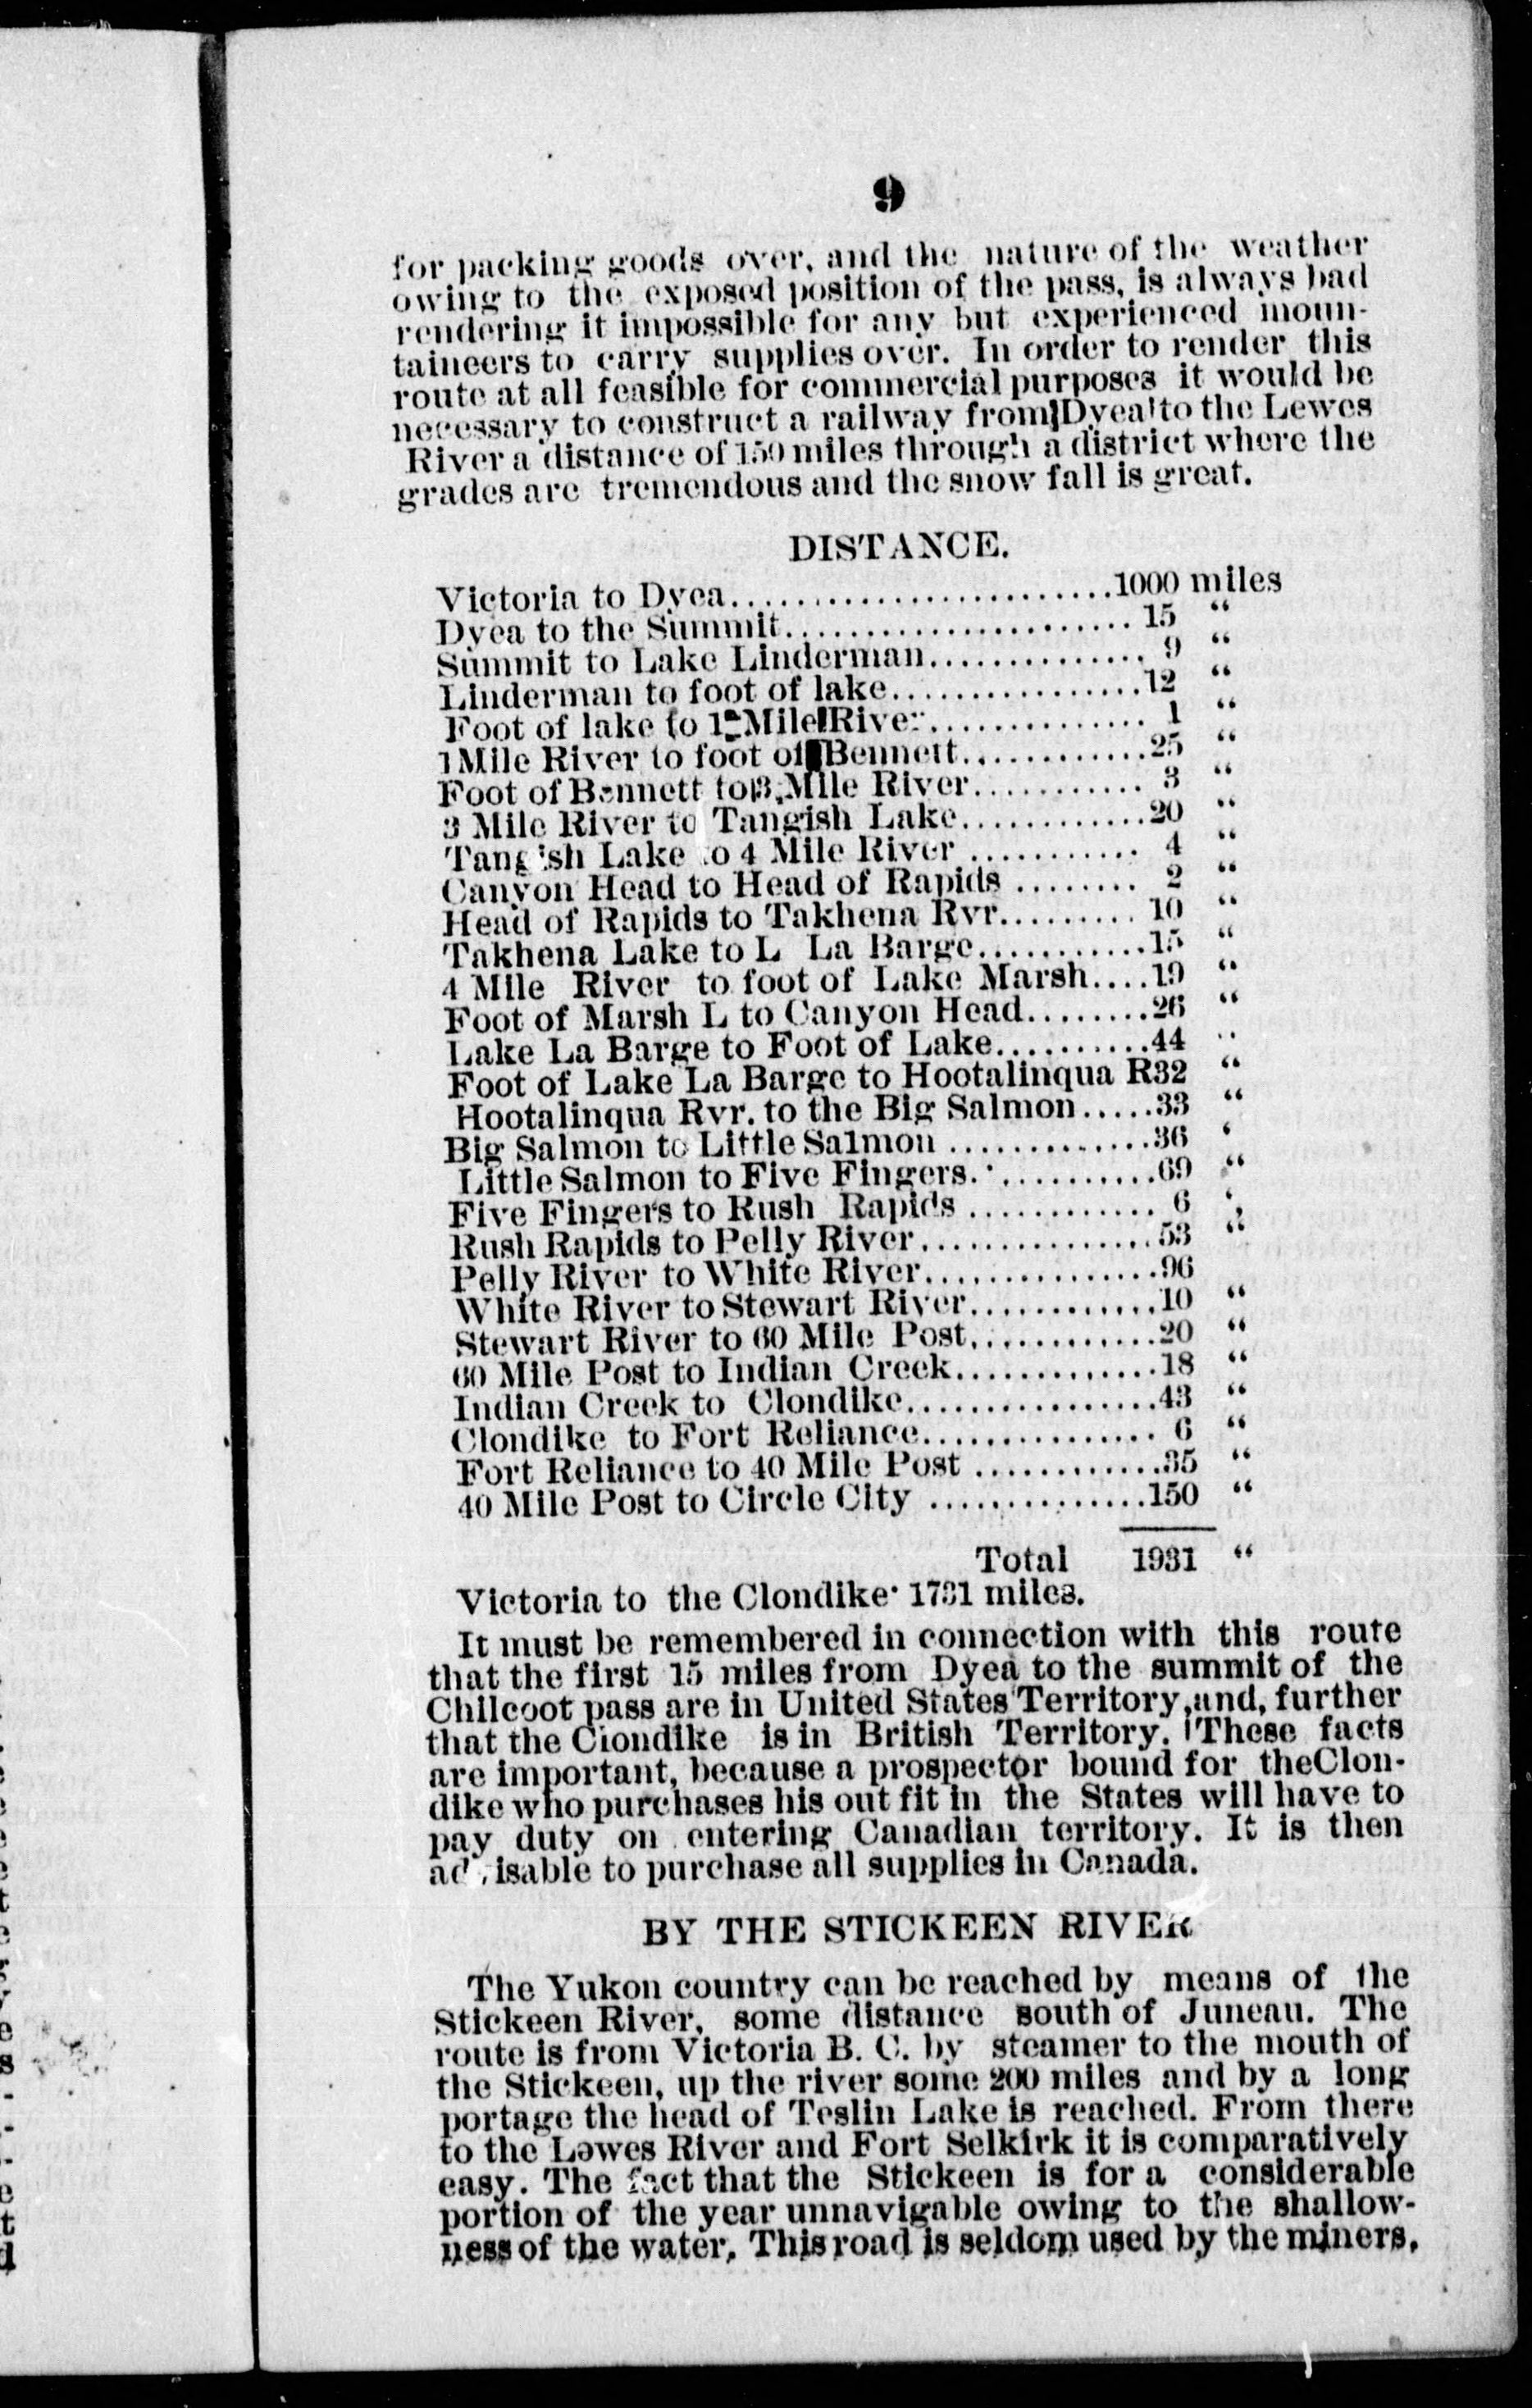 9
for packing goods over, and the nature of the weather
owing to the exposed position of the pass, is always bad
rendering it impossible for any but experienced moun-
taineers to carry supplies over. In order to render this
route at all feasible for commercial purposes it would be
necessary to construct a railway from Dyea to the Lewes
River a distance of 150 miles through a district where the
grades are tremendous and the snow fall is great.
DISTANCE.
Victoria to Dyea........................1000 miles
Dyea to the Summit...................... 15 “
Summit to Lake Linderman.............. 9 “
Linderman to foot of lake................12 “
Foot of lake to 1 Mile River.............. 1 “
1 Mile River to foot of Bennett............25 “
Foot of Bennett to 3 Mile River........... 3 “
3 Mile River to Tangish Lake............20 “
Tangish Lake to 4 Mile River ........... 4 “
Canyon Head to Head of Rapids ........ 2 “
Head of Rapids to Takhena Rvr......... 10 “
Takhena Lake to L La Barge...........15 “
4 Mile River to foot of Lake Marsh....19 “
Foot of Marsh L to Canyon Head........26 “
Lake La Barge to Foot of Lake..........44 “
Foot of Lake La Barge to Hootalinqua R32 “
Hootalinqua Rvr. to the Big Salmon.....33 “
Big Salmon to Little Salmon .............36 ‘
Little Salmon to Five Fingers. ..........69 “
Five Fingers to Rush Rapids ............ 6 ‘
Rush Rapids to Pelly River...............53 “
Pelly River to White River...............96
White River to Stewart River............10 “
Stewart River to 60 Mile Post............20 “
60 Mile Post to Indian Creek.............18 “
Indian Creek to Clondike................43 “
Clondike to Fort Reliance............... 6 “
Fort Reliance to 40 Mile Post ............35 “
40 Mile Post to Circle City ..............150 “
Total 1931 “
Victoria to the Clondike 1731 miles.
It must be remembered in connection with this route
that the first 15 miles from Dyea to the summit of the
Chilcoot pass are in United States Territory,and, further
that the Ciondike is in British Territory. These facts
are important, because a prospector bound for theClon-
dike who purchases his out fit in the States will have to
pay duty on entering Canadian territory. It is then
advisable to purchase all supplies in Canada.
BY THE STICKEEN RIVER
The Yukon country can be reached by means of the
Stickeen River, some distance south of Juneau. The
route is from Victoria B. C. by steamer to the mouth of
the Stickeen, up the river some 200 miles and by a long
portage the head of Teslin Lake is reached. From there
to the Lewes River and Fort Selkirk it is comparatively
easy. The fact that the Stickeen is for a considerable
portion of the year unnavigable owing to the shallow-
ness of the water. This road is seldom used by the miners.